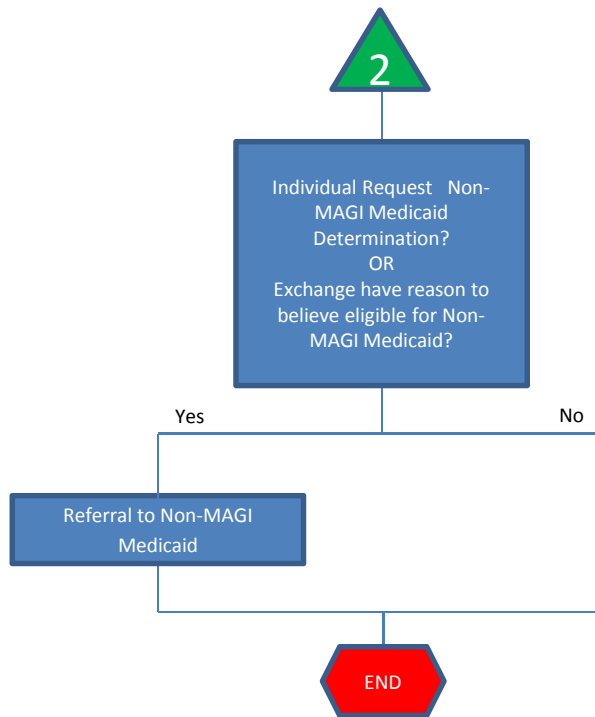 2
Individual Request Non-
MAGI Medicaid
Determination?
OR
Exchange have reason to
believe eligible for Non-
MAGI Medicaid?
Yes
No
Referral to Non-MAGI
Medicaid
END